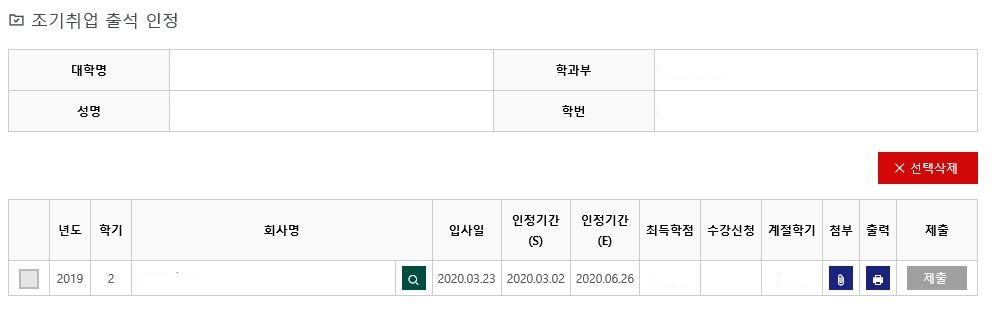 조기취업 출석 인정
대학명 학과부
성명 학번
선택삭제
년도 학기 회사명 입사일 인정기간 (S) 인정기간 (E) 최득학점 수강신청 계절학기 첨부 출력 제출
2019 2 2020.03.23 2020.03.02 2020.06.26 제출